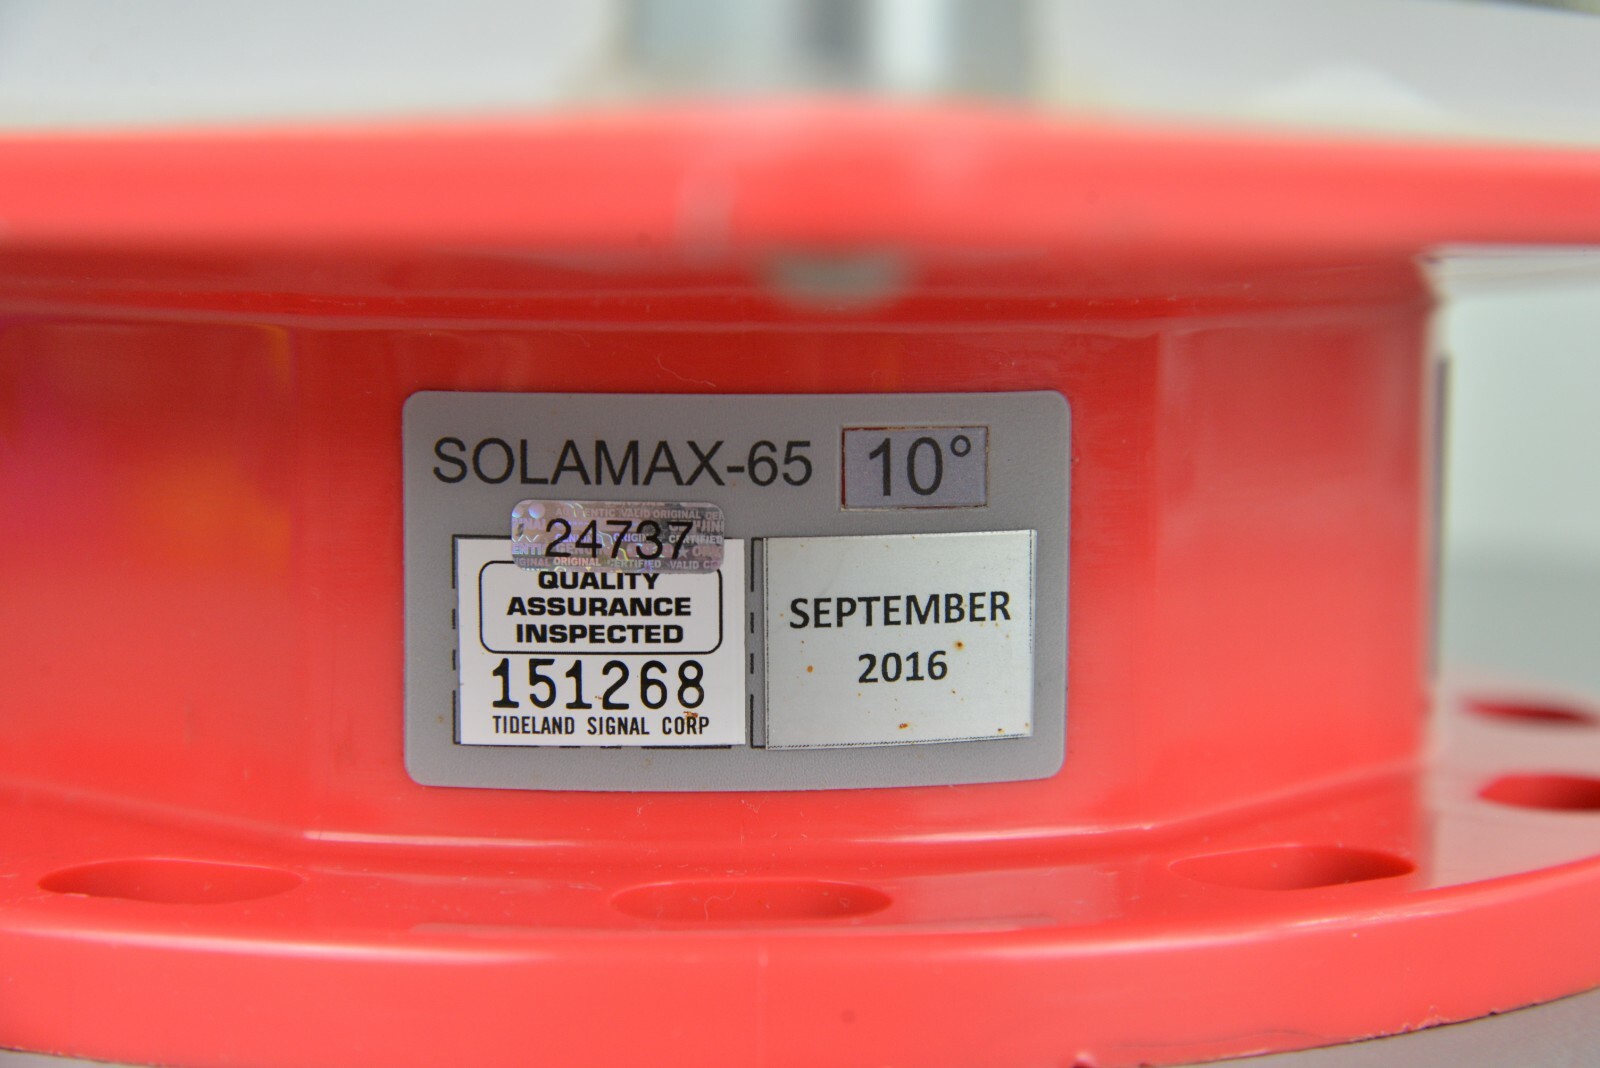 SOLAMAX-65 10°
24737
QUALITY
ASSURANCE
INSPECTED
151268
TIDELAND SIGNAL CORP
SEPTEMBER
2016